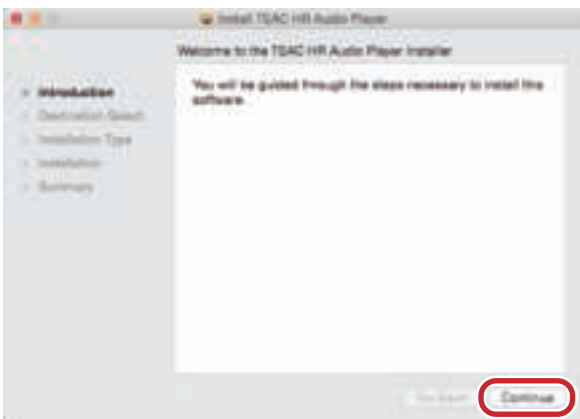 Install TEAC HR Audio Player
Welcome to the TEAC HR Audio Player Installer
Introduction
Destination Select
Installation Type
Installation
Summary
You will be guided through the steps necessary to install this
software.
Go Back
Continue